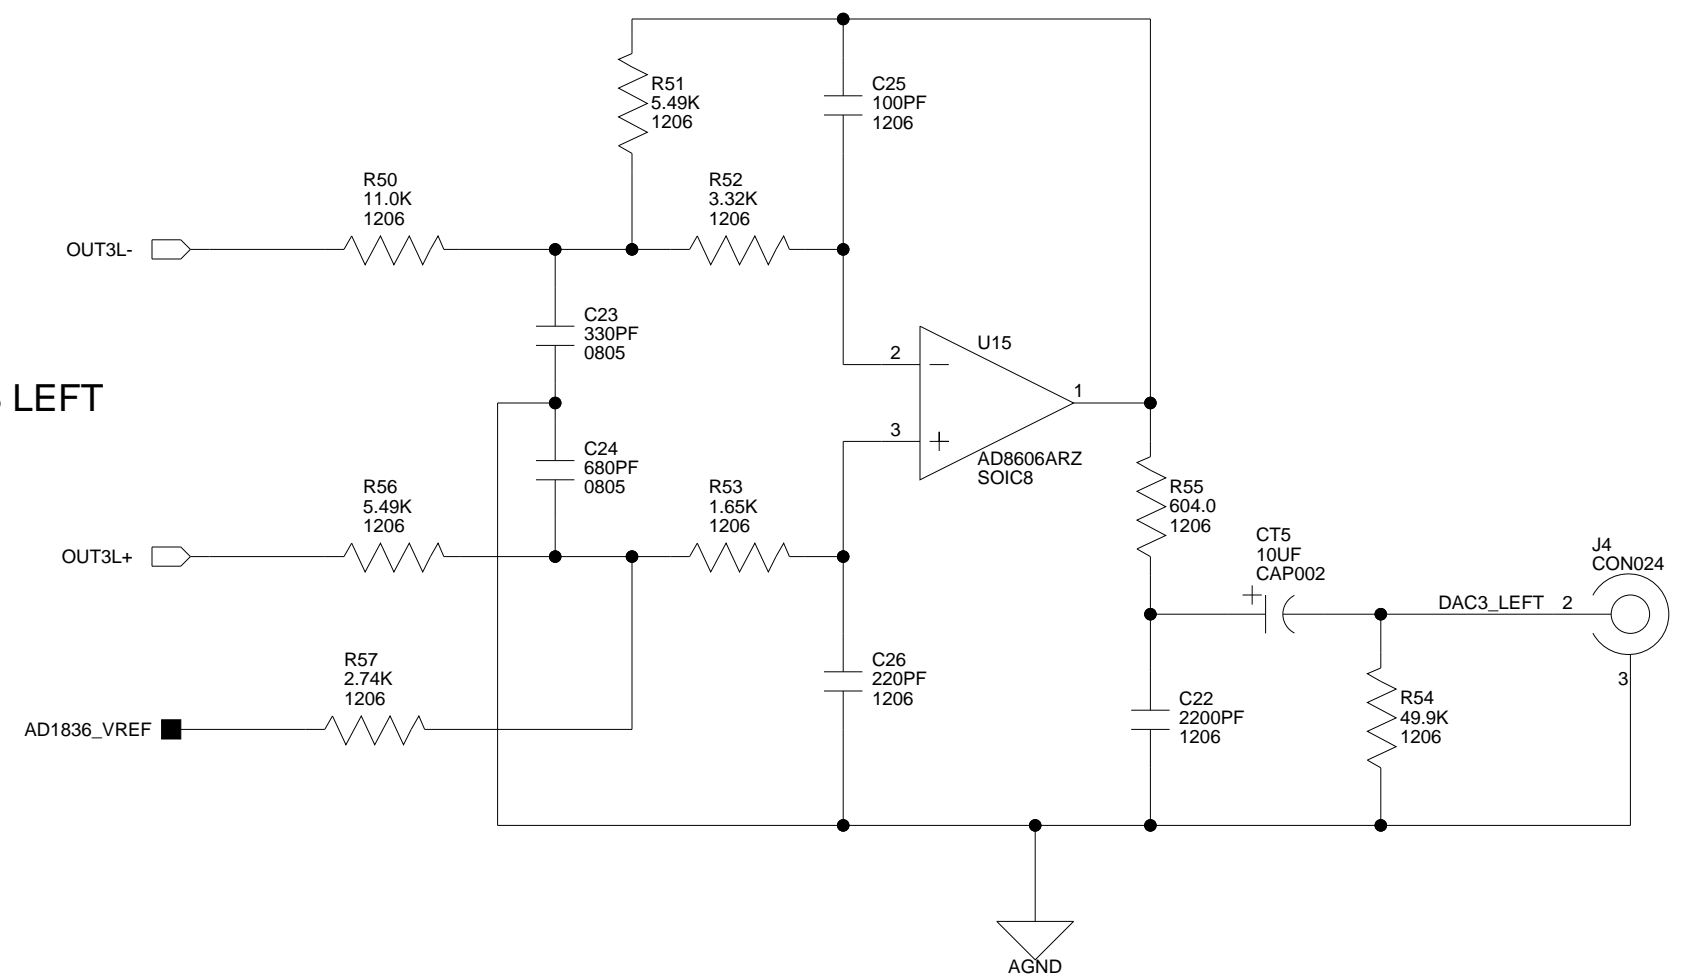 R51
5.49K
1206
C25
100PF
1206
R50
11.0K
1206
R52
3.32K
1206
OUT3L-
C23
330PF
0805
U15
2
1
3
LEFT
AD8606ARZ
SOIC8
C24
680PF
0805
R56
5.49K
1206
R53
1.65K
1206
R55
604.0
1206
OUT3L+
CT5
10UF
CAP002
J4
CON024
DAC3_LEFT 2
3
R57
2.74K
1206
C26
220PF
1206
AD1836_VREF
C22
2200PF
1206
R54
49.9K
1206
AGND